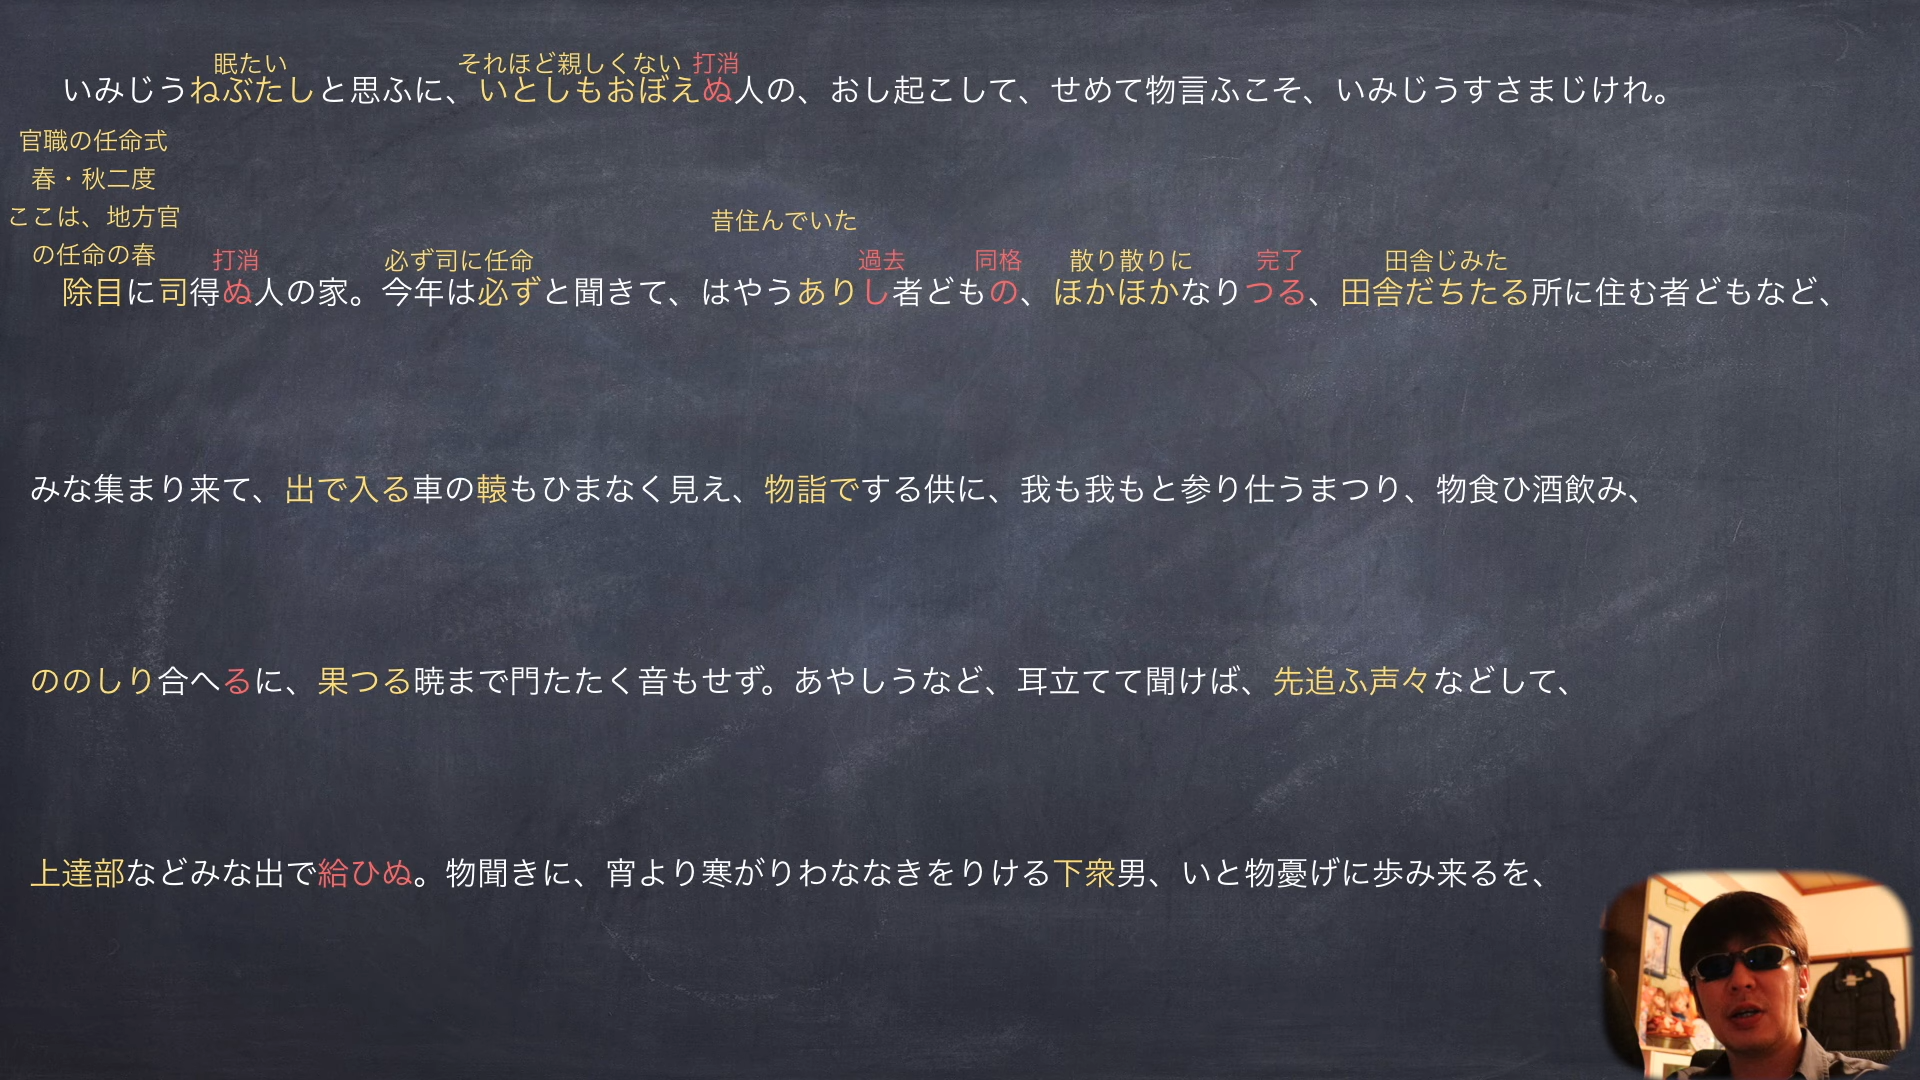 眠たい それほど親しくない 打消
いみじうねぶたしと思ふに、いとしもおぼえぬ人の、おし起こして、せめて物言ふこそ、いみじうすさまじけれ。
官職の任命式
春・秋二度
ここは、地方官
の任命の春
昔住んでいた
打消 必ず司に任命 過去 同格 散り散りに 完了 田舎じみた
除目に司得ぬ人の家。今年は必ずと聞きて、はやうありし者どもの、ほかほかなりつる、田舎だちたる所に住む者どもなど、
みな集まり来て、出で入る車の轅もひまなく見え、物詣でする供に、我も我もと参り仕うまつり、物食ひ酒飲み、
ののしり合へるに、果つる暁まで門たたく音もせず。あやしうなど、耳立てて聞けば、先追ふ声々などして、
上達部などみな出で給ひぬ。物聞きに、宵より寒がりわななきをりける下衆男、いと物憂げに歩み来るを、